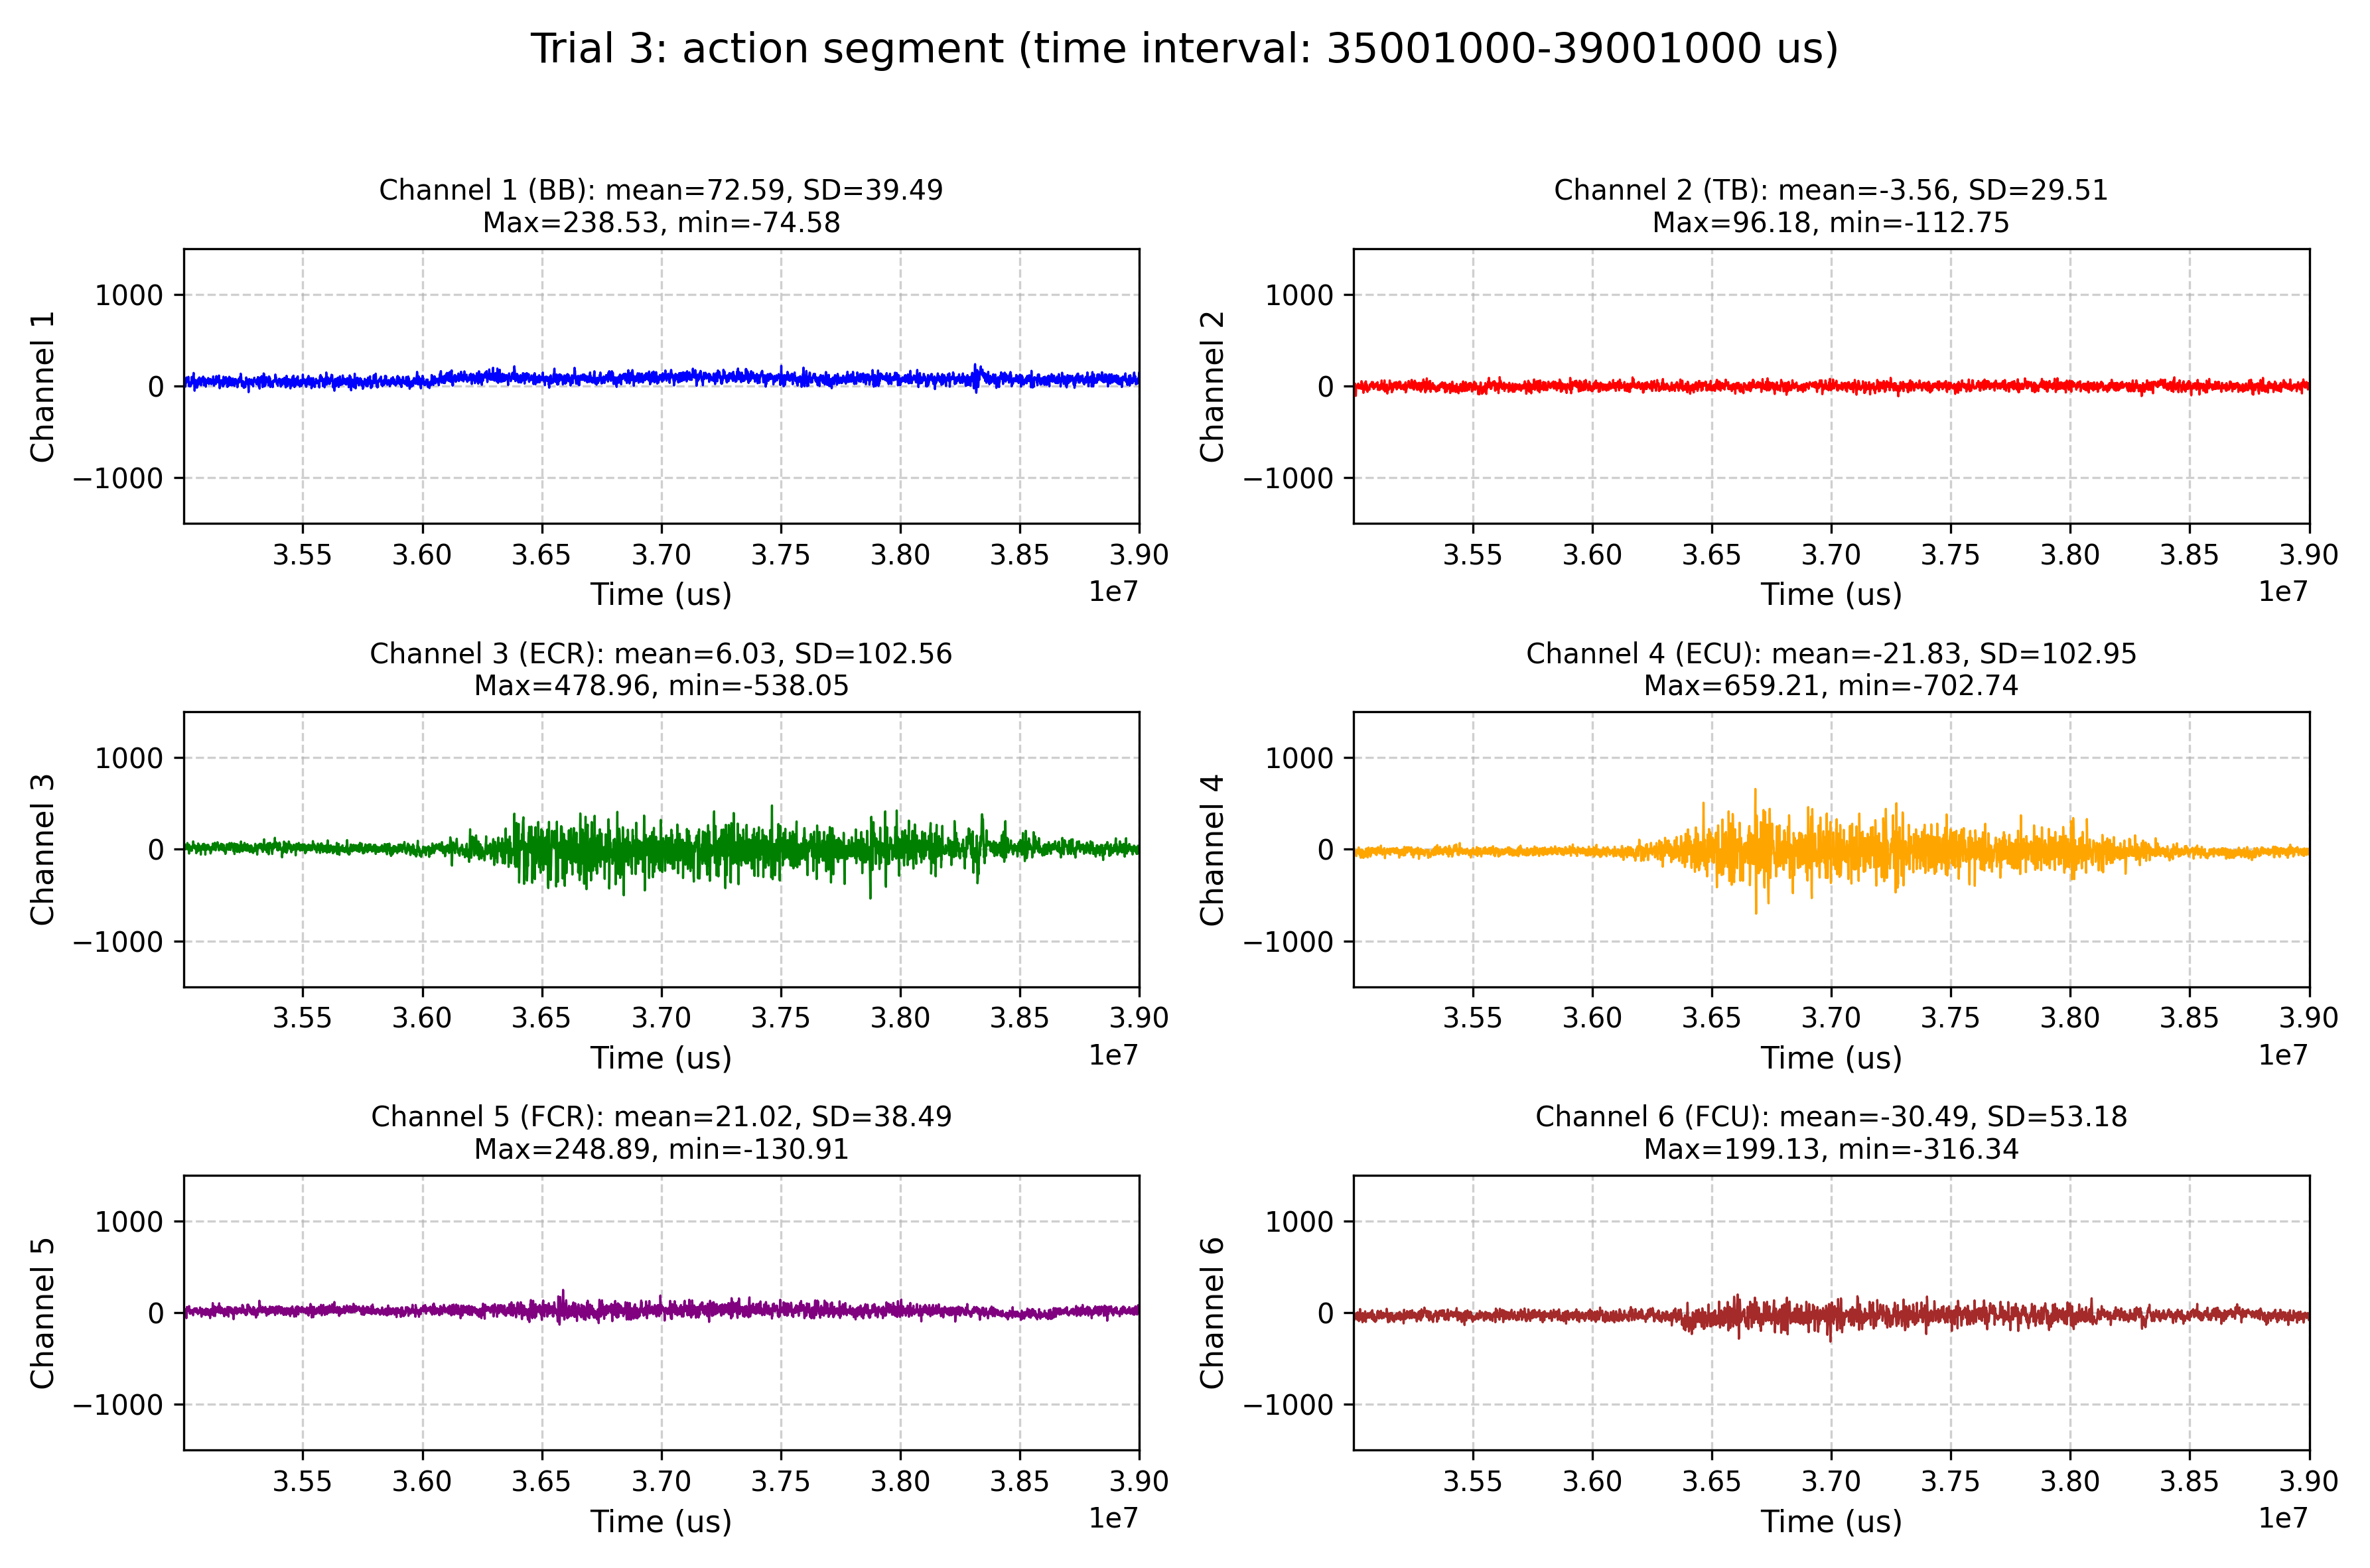 Trial 3: action segment (time interval: 35001000-39001000 us)
Channel 1 (BB): mean=72.59, SD=39.49
Max=238.53, min=-74.58
Channel 1
1000
0
−1000
3.55 3.60 3.65 3.70 3.75 3.80 3.85 3.90
1e7
Time (us)
Channel 2 (TB): mean=-3.56, SD=29.51
Max=96.18, min=-112.75
Channel 2
1000
0
−1000
3.55 3.60 3.65 3.70 3.75 3.80 3.85 3.90
1e7
Time (us)
Channel 3 (ECR): mean=6.03, SD=102.56
Max=478.96, min=-538.05
Channel 3
1000
0
−1000
3.55 3.60 3.65 3.70 3.75 3.80 3.85 3.90
1e7
Time (us)
Channel 4 (ECU): mean=-21.83, SD=102.95
Max=659.21, min=-702.74
Channel 4
1000
0
−1000
3.55 3.60 3.65 3.70 3.75 3.80 3.85 3.90
1e7
Time (us)
Channel 5 (FCR): mean=21.02, SD=38.49
Max=248.89, min=-130.91
Channel 5
1000
0
−1000
3.55 3.60 3.65 3.70 3.75 3.80 3.85 3.90
1e7
Time (us)
Channel 6 (FCU): mean=-30.49, SD=53.18
Max=199.13, min=-316.34
Channel 6
1000
0
−1000
3.55 3.60 3.65 3.70 3.75 3.80 3.85 3.90
1e7
Time (us)